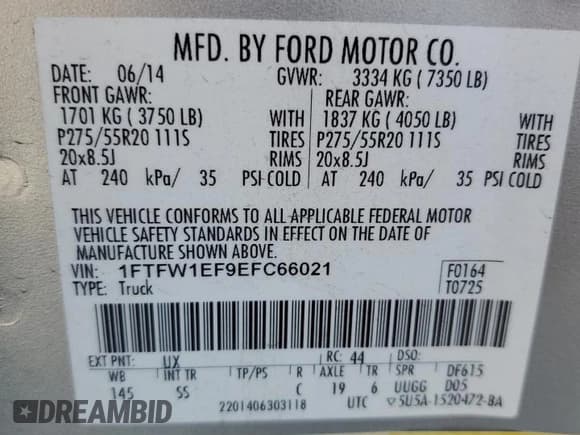 MFD. BY FORD MOTOR CO.
DATE: 06/14 GVWR: 3334 KG ( 7350 LB)
FRONT GAWR: REAR GAWR:
1701 KG ( 3750 LB) WITH 1837 KG ( 4050 LB) WITH
P275/55R20 111S TIRES P275/55R20 111S TIRES
20x8.5J RIMS 20x8.5J RIMS
AT 240 kPa/ 35 PSI COLD AT 240 kPa/ 35 PSI COLD
THIS VEHICLE CONFORMS TO ALL APPLICABLE FEDERAL MOTOR
VEHICLE SAFETY STANDARDS IN EFFECT ON THE DATE OF
MANUFACTURE SHOWN ABOVE.
VIN: 1FTFW1EF9EFC66021 F0164
TYPE: Truck T0725
EXT PNT: UX RC: 44 DSO:
WB INT TR TP/PS R AXLE TR SPR DF615
145 SS C 19 6 UUGG D05
2201406303118 UTC ▽5U5A-1520472-BA
DREAMBID